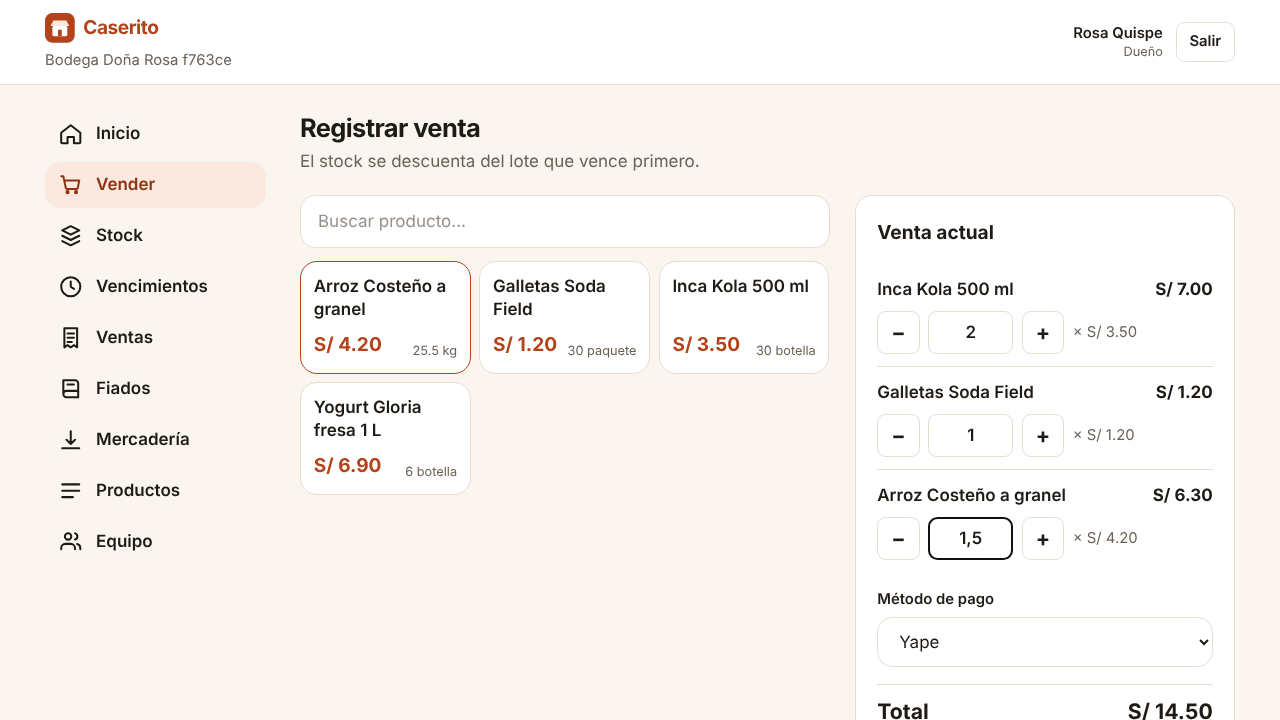 Caserito
Bodega Doña Rosa f763ce
Rosa Quispe
Dueño
Salir
Inicio
Vender
Stock
Vencimientos
Ventas
Fiados
Mercadería
Productos
Equipo
Registrar venta
El stock se descuenta del lote que vence primero.
Buscar producto...
Arroz Costeño a
granel
S/ 4.20
25.5 kg
Galletas Soda
Field
S/ 1.20
30 paquete
Inca Kola 500 ml
S/ 3.50
30 botella
Yogurt Gloria
fresa 1 L
S/ 6.90
6 botella
Venta actual
Inca Kola 500 ml S/ 7.00
− 2 + × S/ 3.50
Galletas Soda Field S/ 1.20
− 1 + × S/ 1.20
Arroz Costeño a granel S/ 6.30
− 1,5 + × S/ 4.20
Método de pago
Yape
Total S/ 14.50